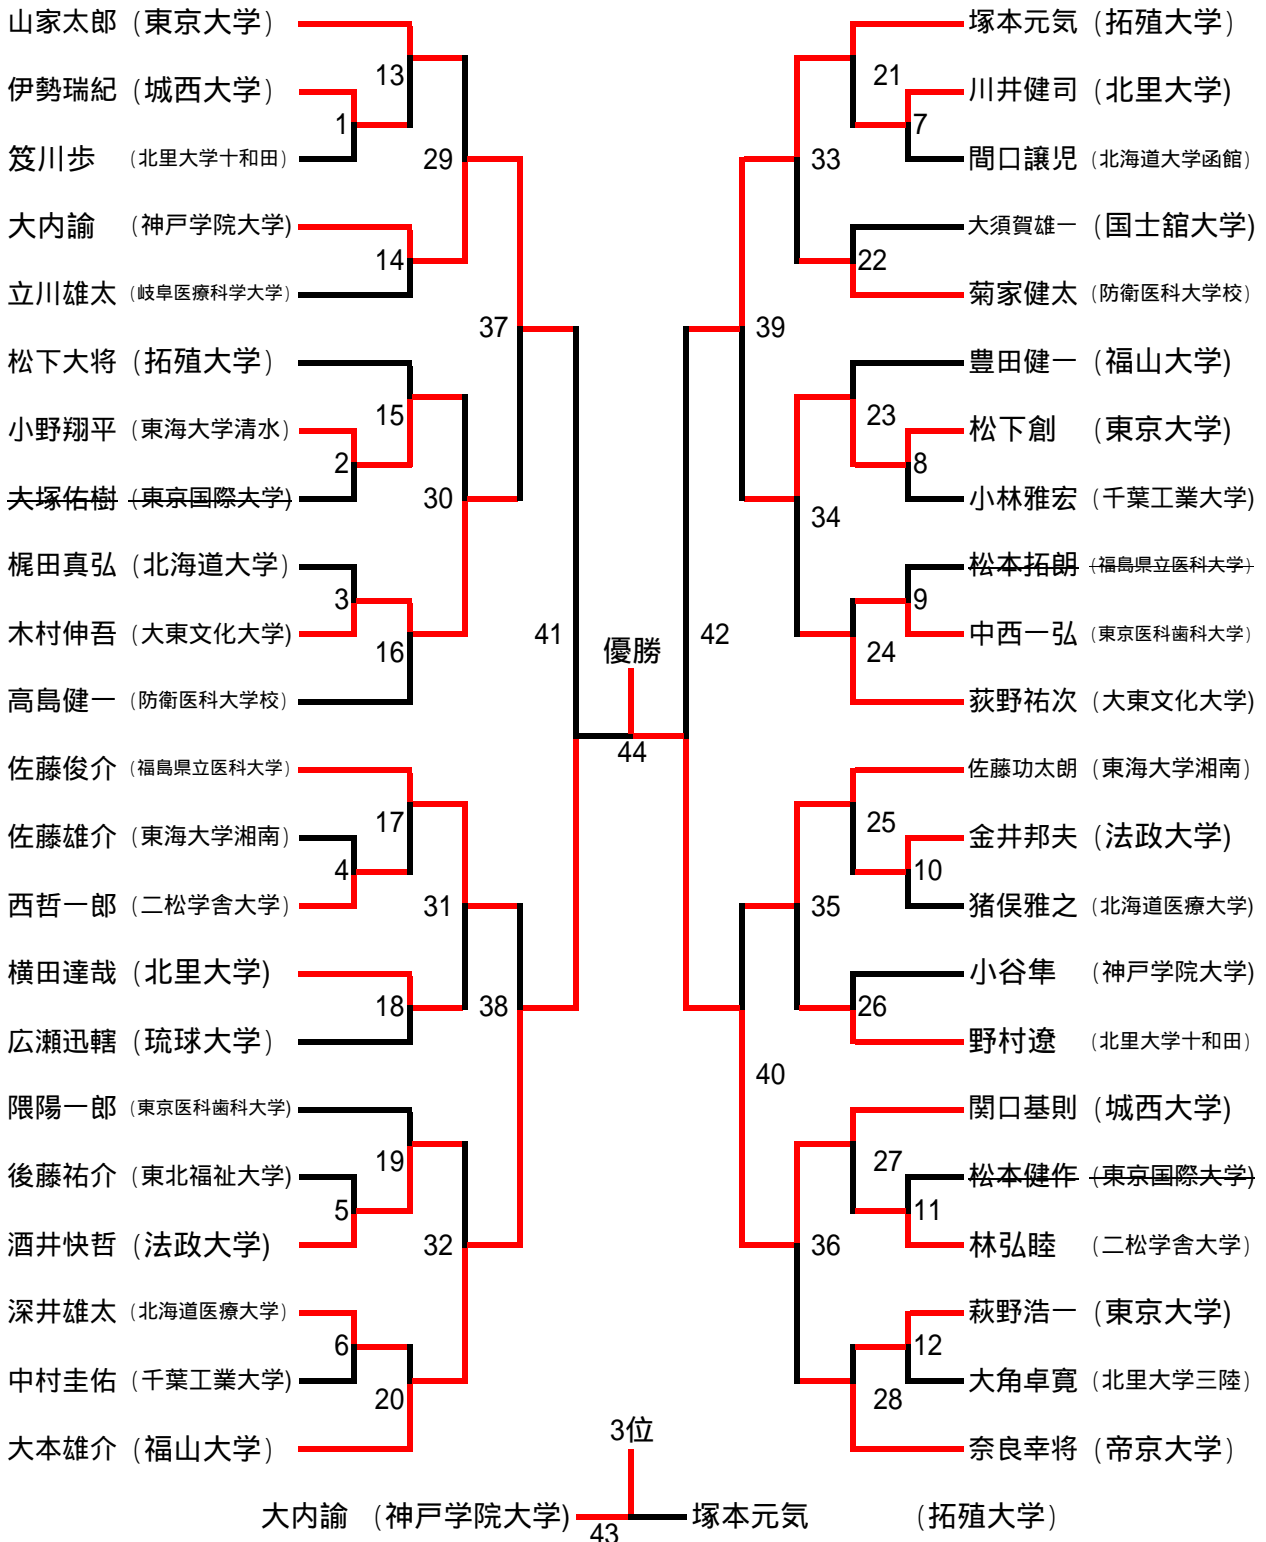 山家太郎 (東京大学)
伊勢瑞紀 (城西大学)
笈川歩 (北里大学十和田)
大内諭 (神戸学院大学)
立川雄太 (岐阜医療科学大学)
松下大将 (拓殖大学)
小野翔平 (東海大学清水)
大塚佑樹 (東京国際大学)
梶田真弘 (北海道大学)
木村伸吾 (大東文化大学)
高島健一 (防衛医科大学校)
佐藤俊介 (福島県立医科大学)
佐藤雄介 (東海大学湘南)
西哲一郎 (二松学舎大学)
横田達哉 (北里大学)
広瀬迅轄 (琉球大学)
隈陽一郎 (東京医科歯科大学)
後藤祐介 (東北福祉大学)
酒井快哲 (法政大学)
深井雄太 (北海道医療大学)
中村圭佑 (千葉工業大学)
大本雄介 (福山大学)
1
2
3
4
5
6
13
14
15
16
17
18
19
20
29
30
31
32
37
38
41
優勝
44
42
39
40
33
34
35
36
21
22
23
24
25
26
27
28
7
8
9
10
11
12
塚本元気 (拓殖大学)
川井健司 (北里大学)
間口譲児 (北海道大学函館)
大須賀雄一 (国士舘大学)
菊家健太 (防衛医科大学校)
豊田健一 (福山大学)
松下創 (東京大学)
小林雅宏 (千葉工業大学)
松本拓朗 (福島県立医科大学)
中西一弘 (東京医科歯科大学)
荻野祐次 (大東文化大学)
佐藤功太朗 (東海大学湘南)
金井邦夫 (法政大学)
猪俣雅之 (北海道医療大学)
小谷隼 (神戸学院大学)
野村遼 (北里大学十和田)
関口基則 (城西大学)
松本健作 (東京国際大学)
林弘睦 (二松学舎大学)
萩野浩一 (東京大学)
大角卓寛 (北里大学三陸)
奈良幸将 (帝京大学)
3位
大内諭 (神戸学院大学) 43 塚本元気 (拓殖大学)